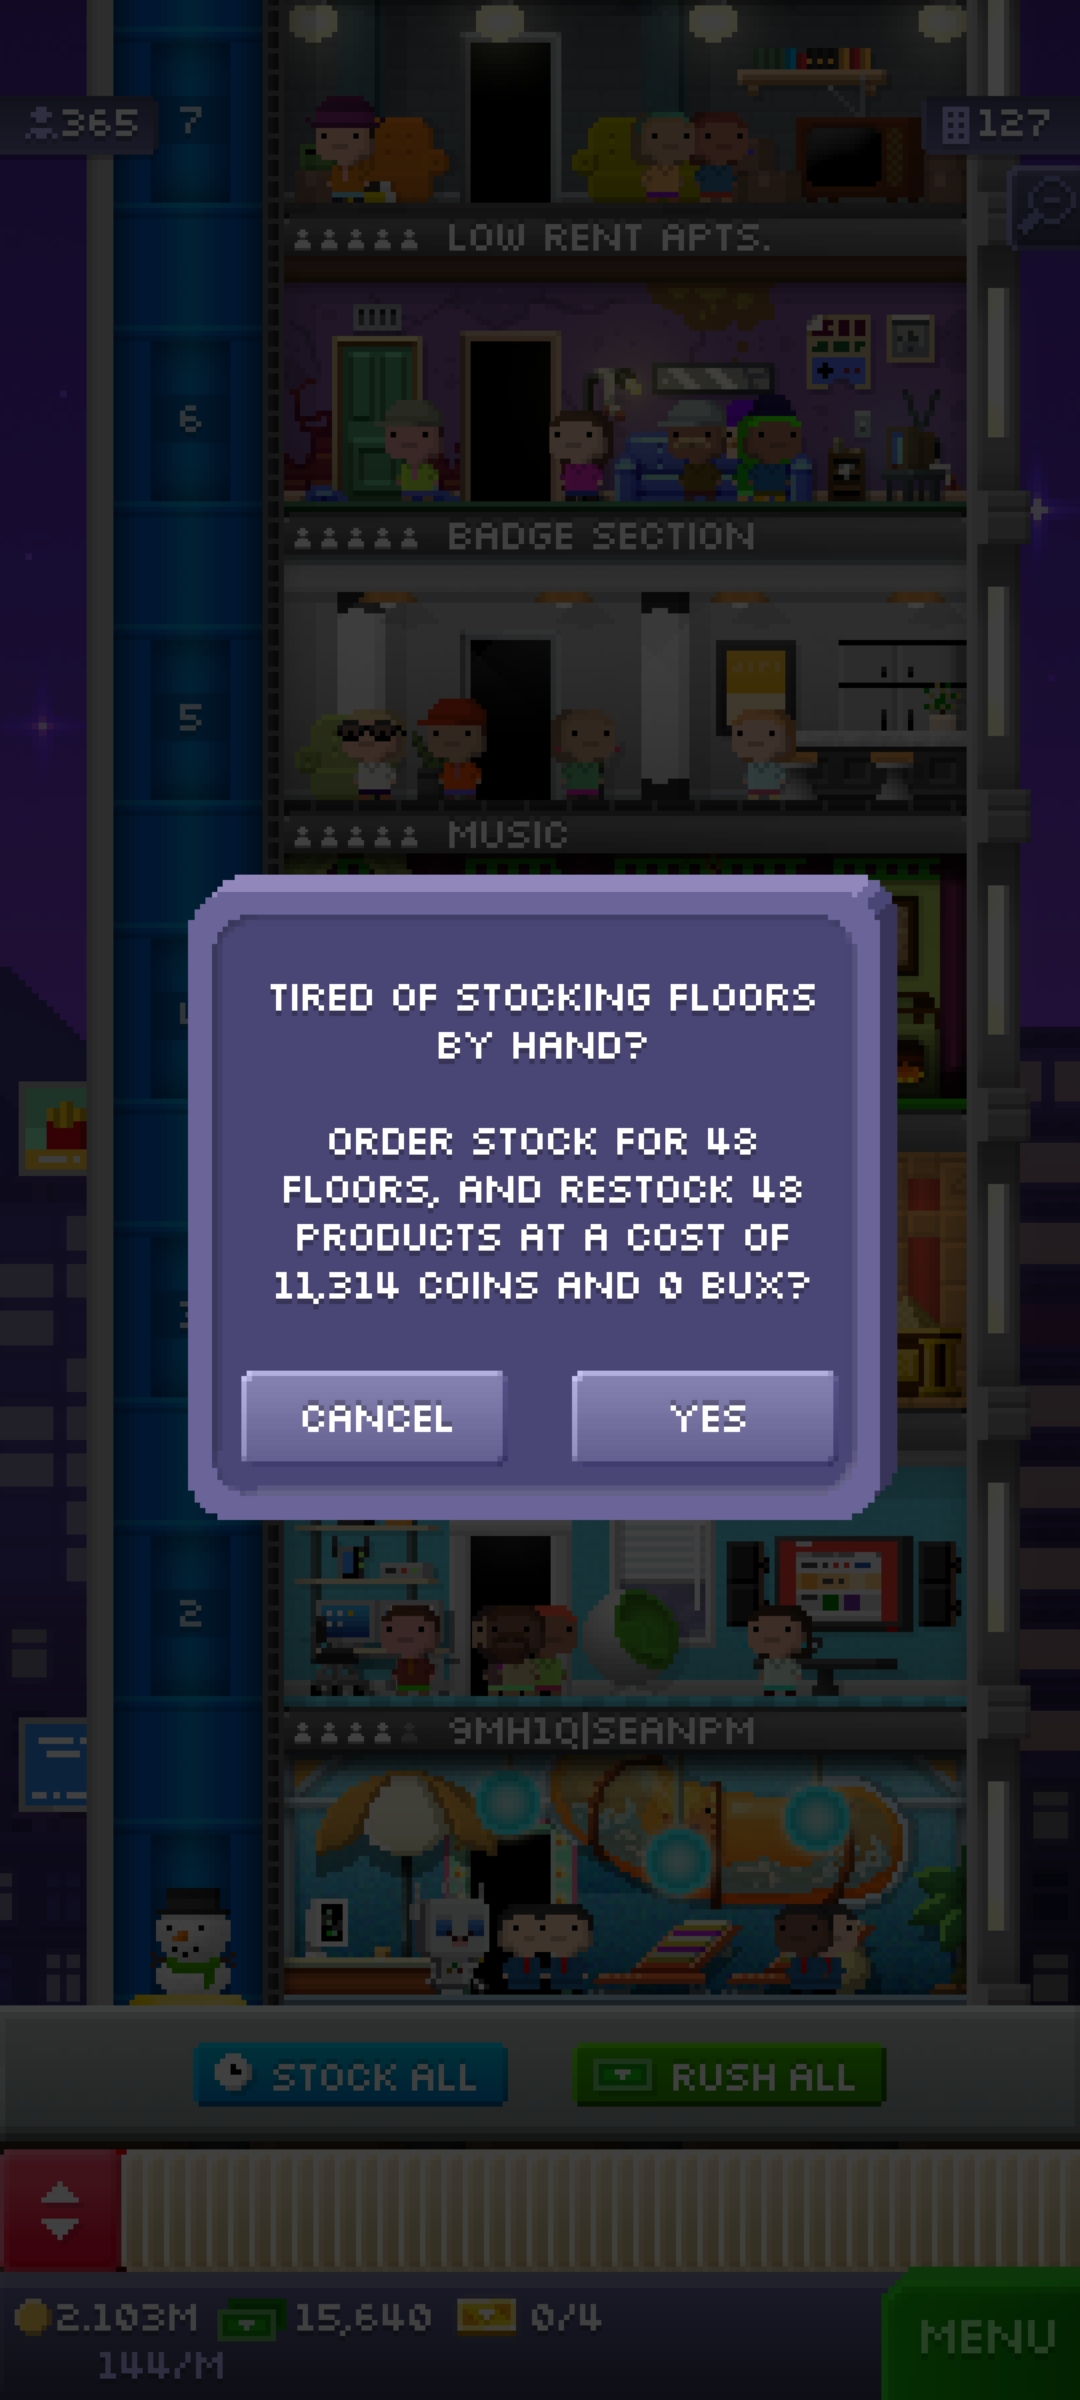 365
7
127
LOW RENT APTS.
6
BADGE SECTION
5
MUSIC
TIRED OF STOCKING FLOORS
BY HAND?
ORDER STOCK FOR 48
FLOORS, AND RESTOCK 48
PRODUCTS AT A COST OF
11,314 COINS AND 0 BUX?
CANCEL
YES
2
9MH1Q|SEANPM
STOCK ALL
RUSH ALL
2.103M
15,640
0/4
144/M
MENU